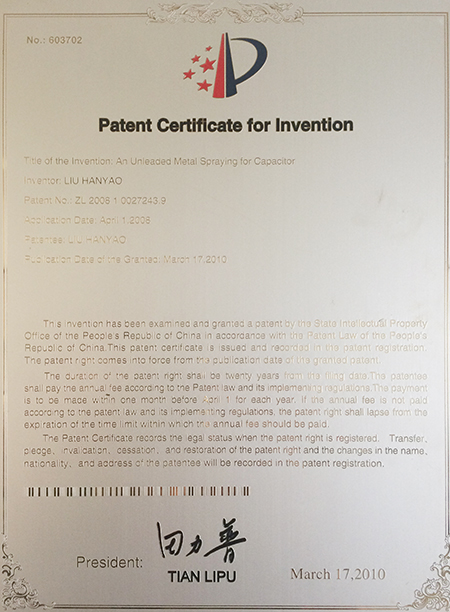 No.: 603702
Patent Certificate for Invention
Title of the Invention: An Unleaded Metal Spraying for Capacitor
Inventor: LIU HANYAO
Patent No.: ZL 2008 1 0027243.9
Application Date: April 1,2008
Patentee: LIU HANYAO
Publication Date of the Granted: March 17,2010
This invention has been examined and granted a patent by the State Intellectual Property
Office of the People's Republic of China in accordance with the Patent Law of the People's
Republic of China.This patent certificate is issued and recorded in the patent registration.
The patent right comes into force from the publication date of the granted patent.
The duration of the patent right shall be twenty years from the filing date.The patentee
shall pay the annual fee according to the Patent law and its implementing regulations.The payment
is to be made within one month before April 1 for each year. If the annual fee is not paid
according to the patent law and its implementing regulations, the patent right shall lapse from the
expiration of the time limit within which the annual fee should be paid.
The Patent Certificate records the legal status when the patent right is registered. Transfer,
pledge, invalidation, cessation, and restoration of the patent right and the changes in the name,
nationality, and address of the patentee will be recorded in the patent registration.
田力普
President:
TIAN LIPU
March 17,2010